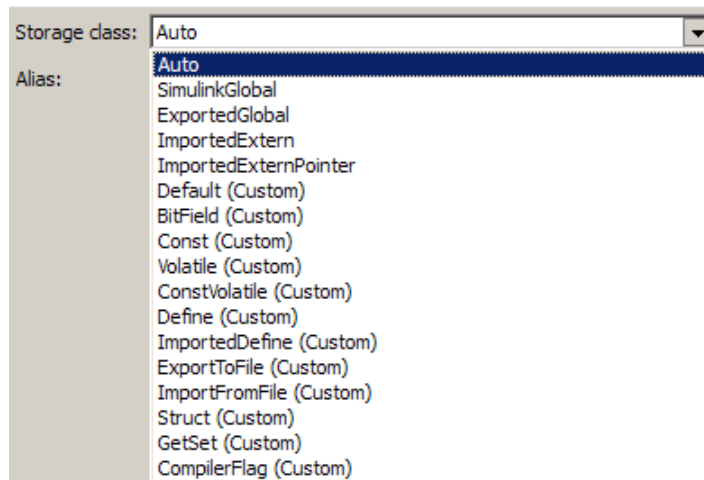 Storage class: Auto
Alias:
Auto
SimulinkGlobal
ExportedGlobal
ImportedExtern
ImportedExternPointer
Default (Custom)
BitField (Custom)
Const (Custom)
Volatile (Custom)
ConstVolatile (Custom)
Define (Custom)
ImportedDefine (Custom)
ExportToFile (Custom)
ImportFromFile (Custom)
Struct (Custom)
GetSet (Custom)
CompilerFlag (Custom)